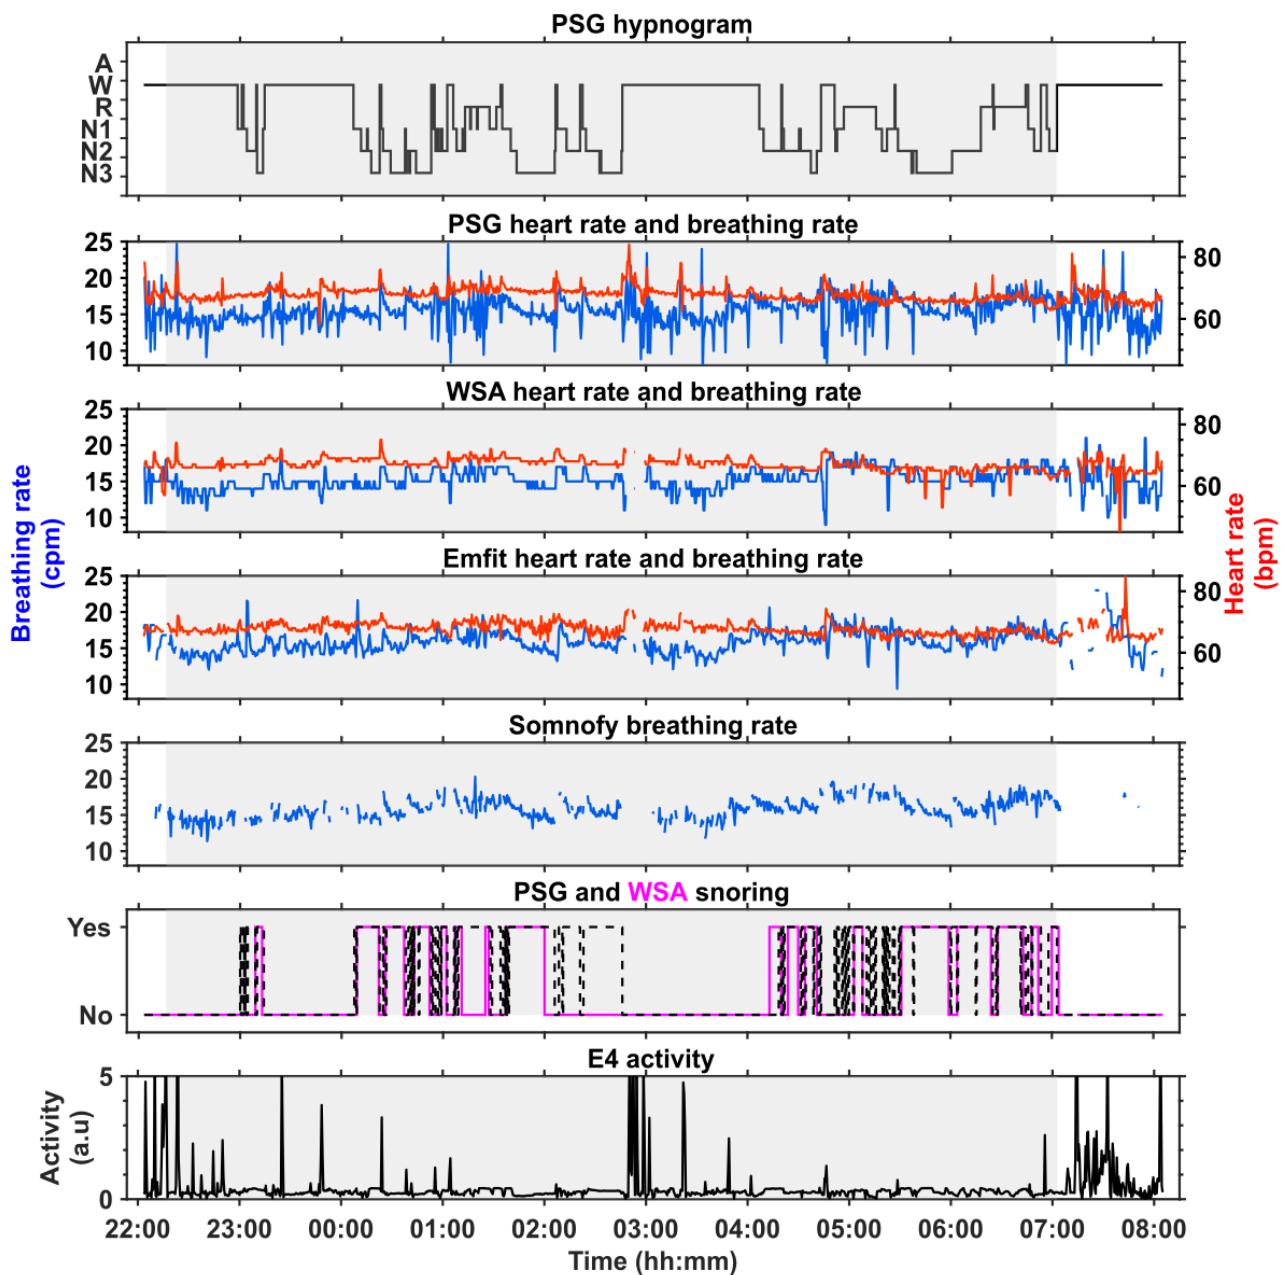 PSG hypnogram
A
W
R
N1
N2
N3
PSG heart rate and breathing rate
25
20
15
10
80
60
WSA heart rate and breathing rate
25
20
15
10
80
60
Breathing rate
(cpm)
Heart rate
(bpm)
Emfit heart rate and breathing rate
25
20
15
10
80
60
Somnofy breathing rate
25
20
15
10
PSG and WSA snoring
Yes
No
E4 activity
Activity
(a.u)
5
0
22:00 23:00 00:00 01:00 02:00 03:00 04:00 05:00 06:00 07:00 08:00
Time (hh:mm)